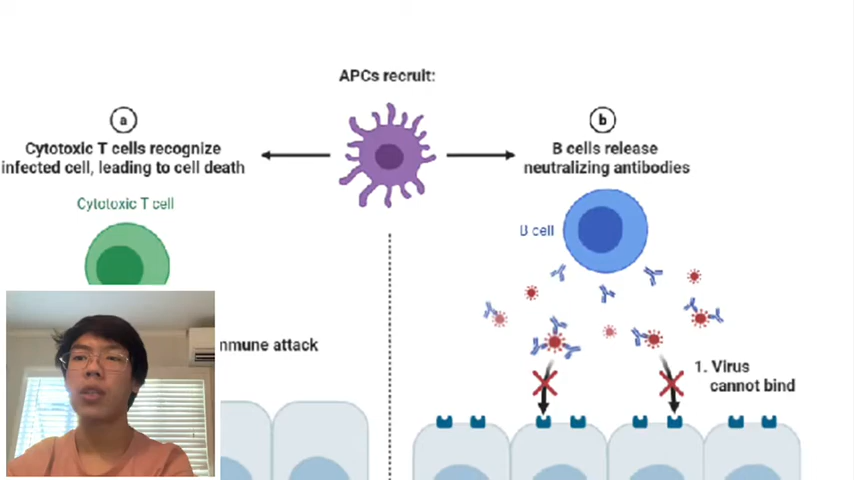 APCs recruit:
a
Cytotoxic T cells recognize
infected cell, leading to cell death
Cytotoxic T cell
mmune attack
b
B cells release
neutralizing antibodies
B cell
1. Virus
cannot bind